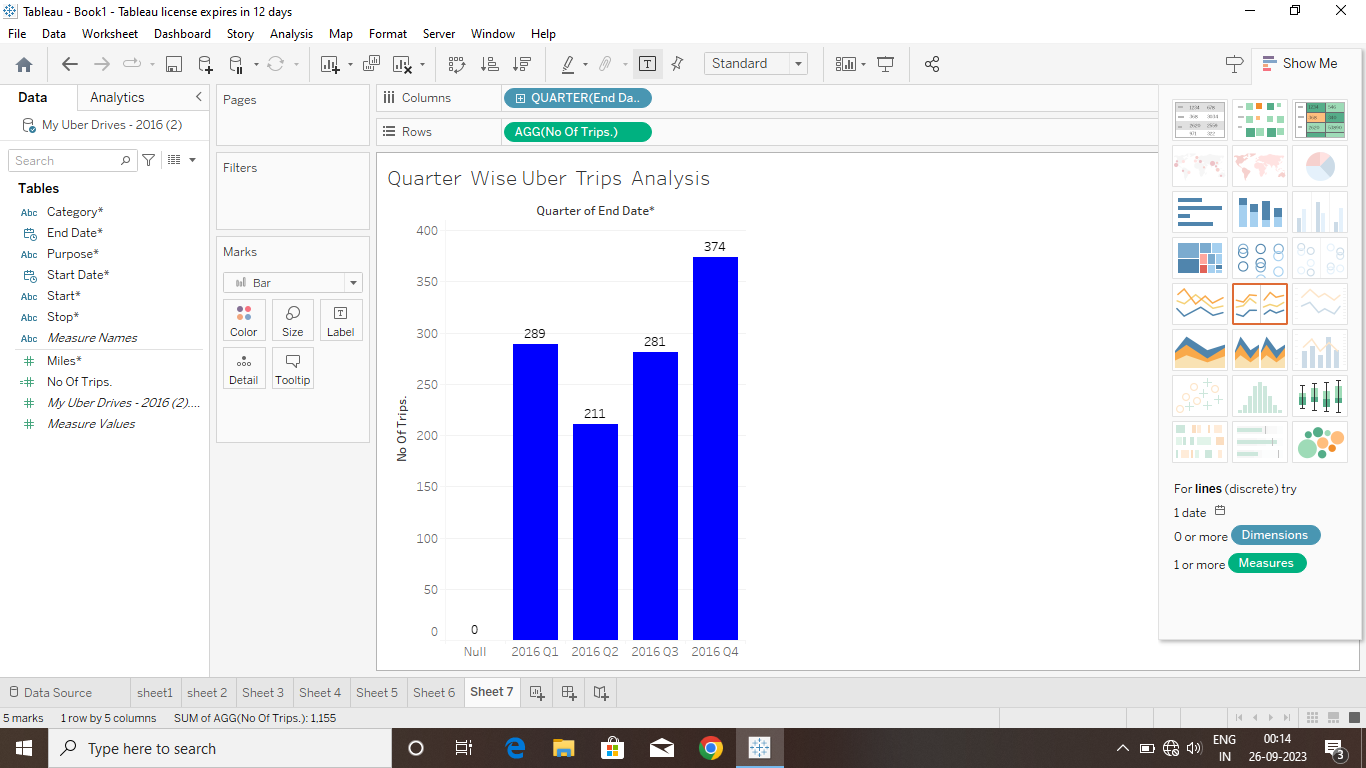 Tableau - Book1 - Tableau license expires in 12 days
File Data Worksheet Dashboard Story Analysis Map Format Server Window Help
Standard
Show Me
Data Analytics
My Uber Drives - 2016 (2)
Search
Tables
Abc Category*
End Date*
Abc Purpose*
Start Date*
Abc Start*
Abc Stop*
Abc Measure Names
Miles*
No Of Trips.
My Uber Drives - 2016 (2)....
Measure Values
Pages
Filters
Marks
Bar
Color Size Label
Detail Tooltip
Columns QUARTER(End Da..
Rows AGG(No Of Trips.)
Quarter Wise Uber Trips Analysis
Quarter of End Date*
No Of Trips.
400
350
300
250
200
150
100
50
0
0
289
211
281
374
Null 2016 Q1 2016 Q2 2016 Q3 2016 Q4
For lines (discrete) try
1 date
0 or more Dimensions
1 or more Measures
Data Source sheet1 sheet 2 Sheet 3 Sheet 4 Sheet 5 Sheet 6 Sheet 7
5 marks 1 row by 5 columns SUM of AGG(No Of Trips.): 1,155
Type here to search
ENG
IN
00:14
26-09-2023
3